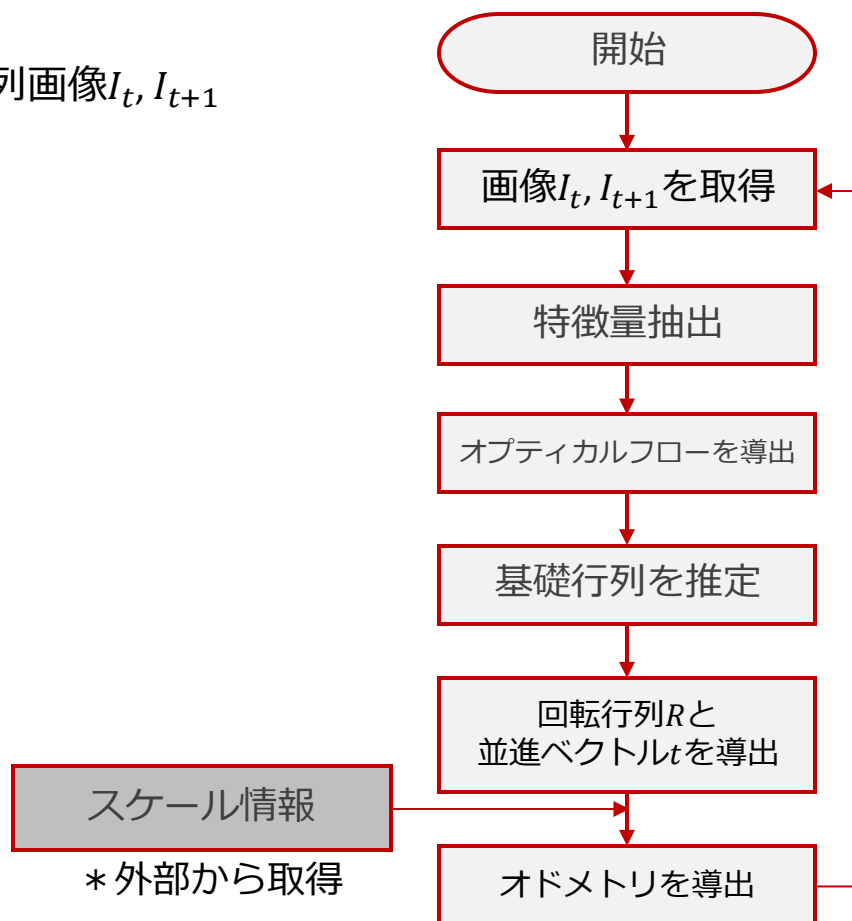 開始
列画像I_t, I_{t+1}
画像I_t, I_{t+1}を取得
特徴量抽出
オプティカルフローを導出
基礎行列を推定
回転行列Rと
並進ベクトルtを導出
スケール情報
＊外部から取得
オドメトリを導出